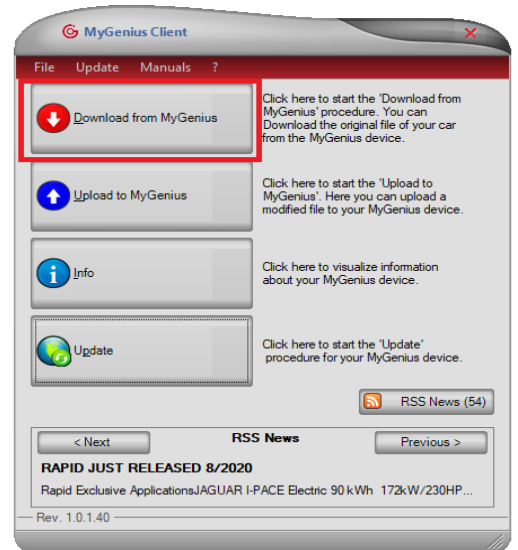 MyGenius Client
File Update Manuals ?
Download from MyGenius
Click here to start the 'Download from
MyGenius' procedure. You can
Download the original file of your car
from the MyGenius device.
Upload to MyGenius
Click here to start the 'Upload to
MyGenius'. Here you can upload a
modified file to your MyGenius device.
Info
Click here to visualize information
about your MyGenius device.
Update
Click here to start the 'Update'
procedure for your MyGenius device.
RSS News (54)
< Next
RSS News
Previous >
RAPID JUST RELEASED 8/2020
Rapid Exclusive ApplicationsJAGUAR I-PACE Electric 90 kWh 172kW/230HP...
Rev. 1.0.1.40